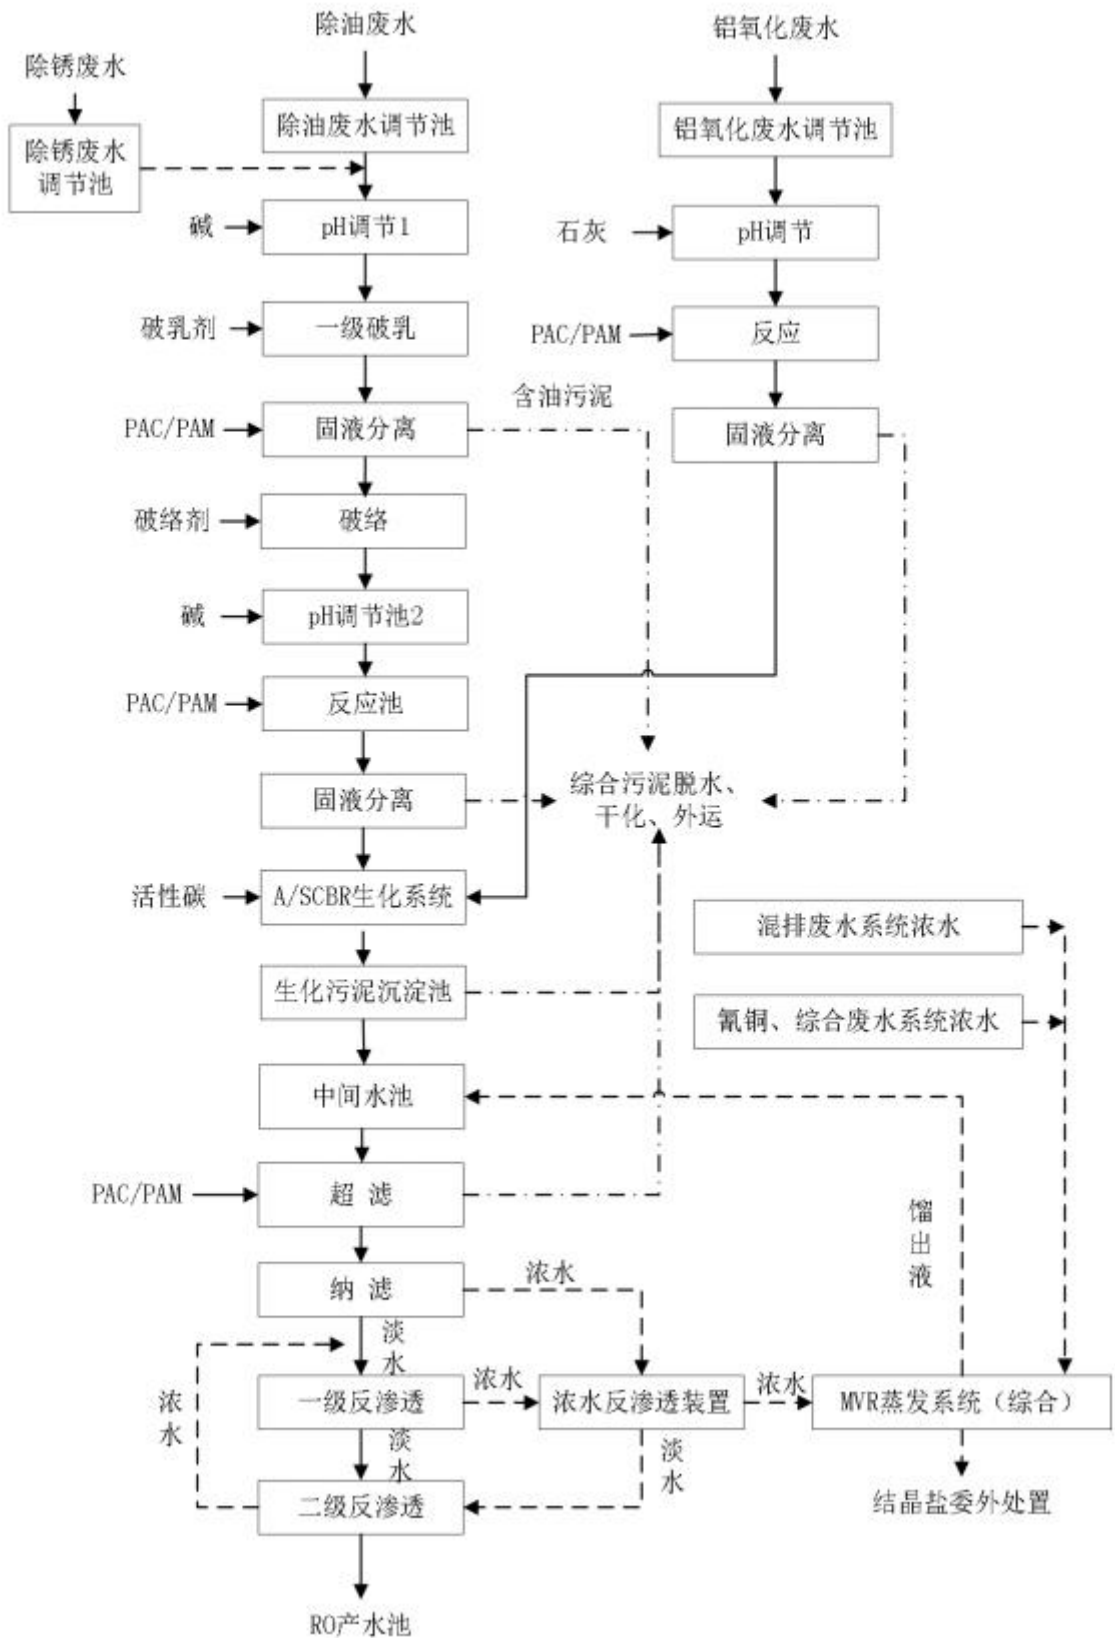 除油废水
铝氧化废水
除锈废水
除油废水调节池
铝氧化废水调节池
除锈废水
调节池
碱
pH调节1
石灰
pH调节
破乳剂
一级破乳
PAC/PAM
反应
含油污泥
PAC/PAM
固液分离
固液分离
破络剂
破络
碱
pH调节池2
PAC/PAM
反应池
固液分离
综合污泥脱水、
干化、外运
活性碳
A/SCBR生化系统
混排废水系统浓水
生化污泥沉淀池
氰铜、综合废水系统浓水
中间水池
PAC/PAM
超 滤
馏出液
纳 滤
浓水
淡水
浓水
一级反渗透
浓水
浓水反渗透装置
浓水
MVR蒸发系统（综合）
淡水
淡水
二级反渗透
结晶盐委外处置
RO产水池